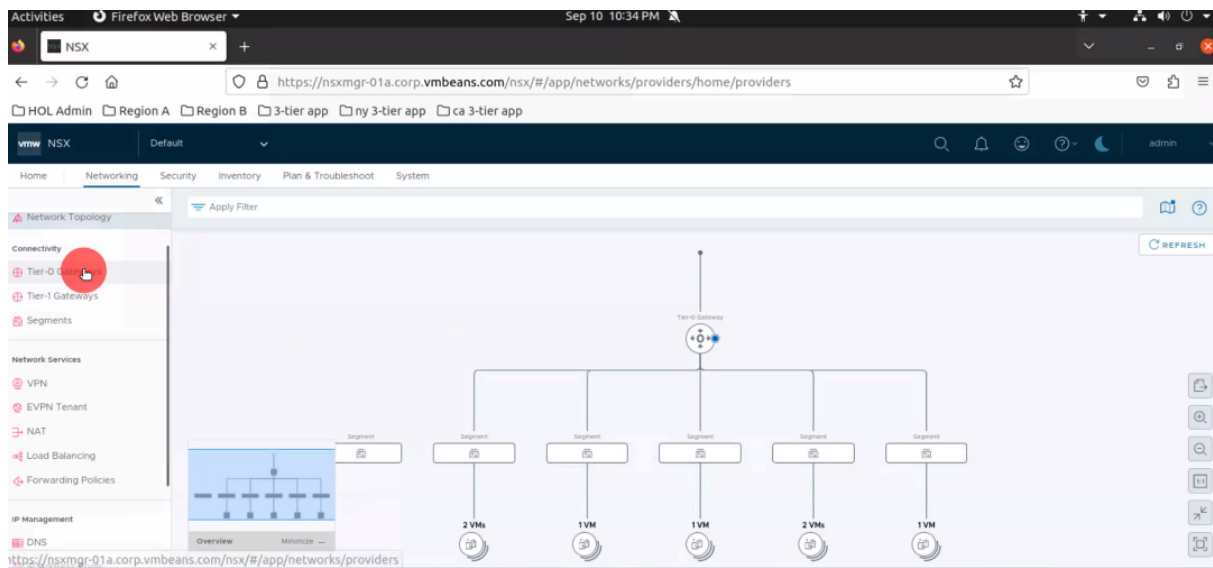 Activities Firefox Web Browser Sep 10 10:34 PM
NSX
https://nsxmgr-01a.corp.vmbeans.com/nsx/#/app/networks/providers/home/providers
HOL Admin Region A Region B 3-tier app ny 3-tier app ca 3-tier app
vmw NSX Default admin
Home Networking Security Inventory Plan & Troubleshoot System
Network Topology
Apply Filter
Connectivity
REFRESH
Tier-0 Gateways
Tier-1 Gateways
Segments
Tier-0 Gateway
Network Services
VPN
EVPN Tenant
NAT
Load Balancing
Forwarding Policies
Segment Segment Segment Segment Segment Segment
1:1
IP Management
2 VMs 1 VM 1 VM 2 VMs 1 VM
DNS
Overview Minimize
https://nsxmgr-01a.corp.vmbeans.com/nsx/#/app/networks/providers